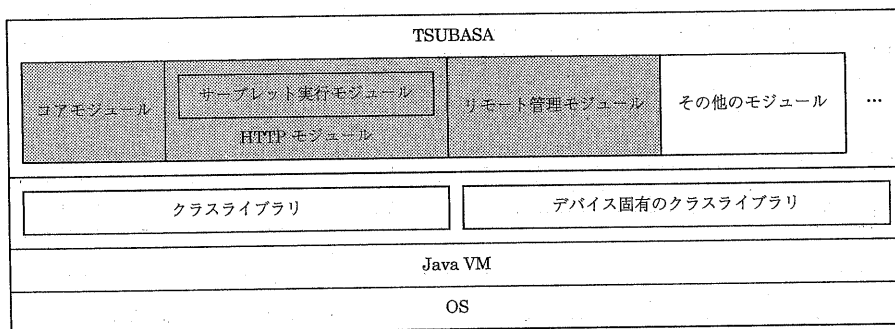 TSUBASA
コアモジュール
サーブレット実行モジュール
HTTP モジュール
リモート管理モジュール
その他のモジュール
…
クラスライブラリ
デバイス固有のクラスライブラリ
Java VM
OS